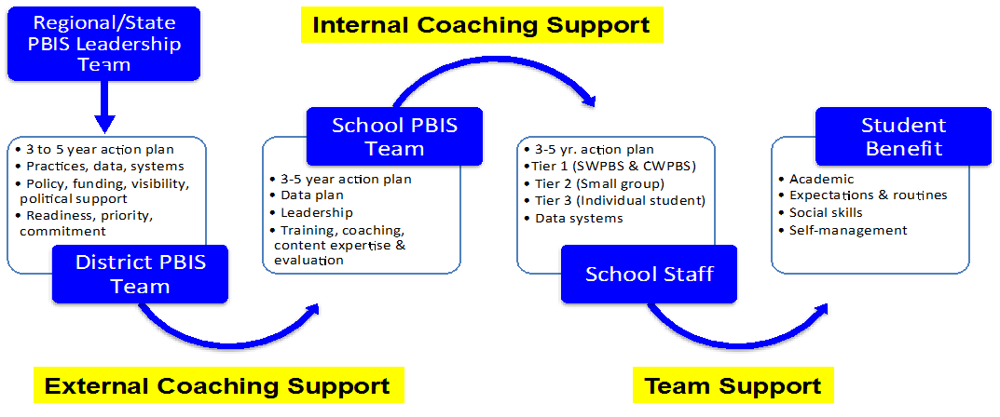 Regional/State
PBIS Leadership
Team
• 3 to 5 year action plan
• Practices, data, systems
• Policy, funding, visibility,
political support
• Readiness, priority,
commitment
District PBIS
Team
External Coaching Support
Internal Coaching Support
School PBIS
Team
• 3-5 year action plan
• Data plan
• Leadership
• Training, coaching,
content expertise &
evaluation
• 3-5 yr. action plan
•Tier 1 (SWPBS & CWPBS)
• Tier 2 (Small group)
• Tier 3 (Individual student)
• Data systems
School Staff
Team Support
Student
Benefit
• Academic
• Expectations & routines
• Social skills
• Self-management